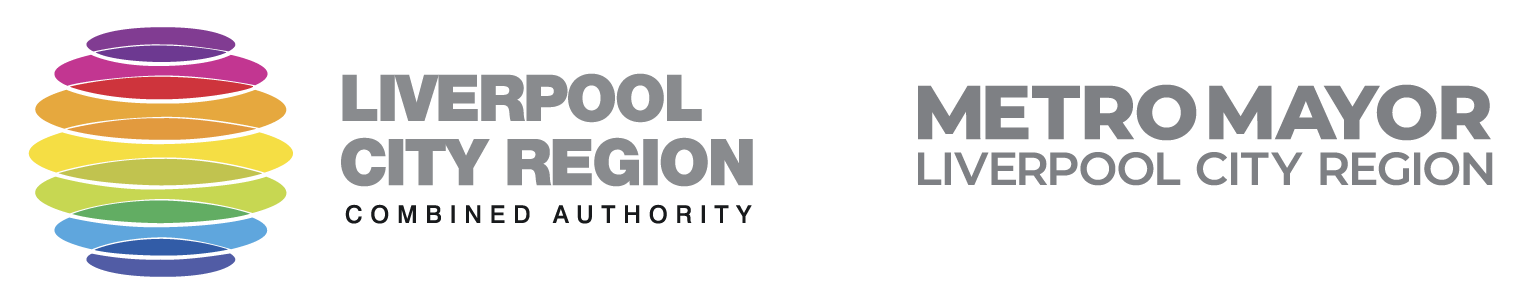 LIVERPOOL
CITY REGION
COMBINED AUTHORITY
METRO MAYOR
LIVERPOOL CITY REGION